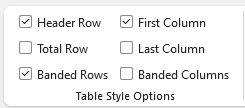 Header Row First Column
Total Row Last Column
Banded Rows Banded Columns
Table Style Options